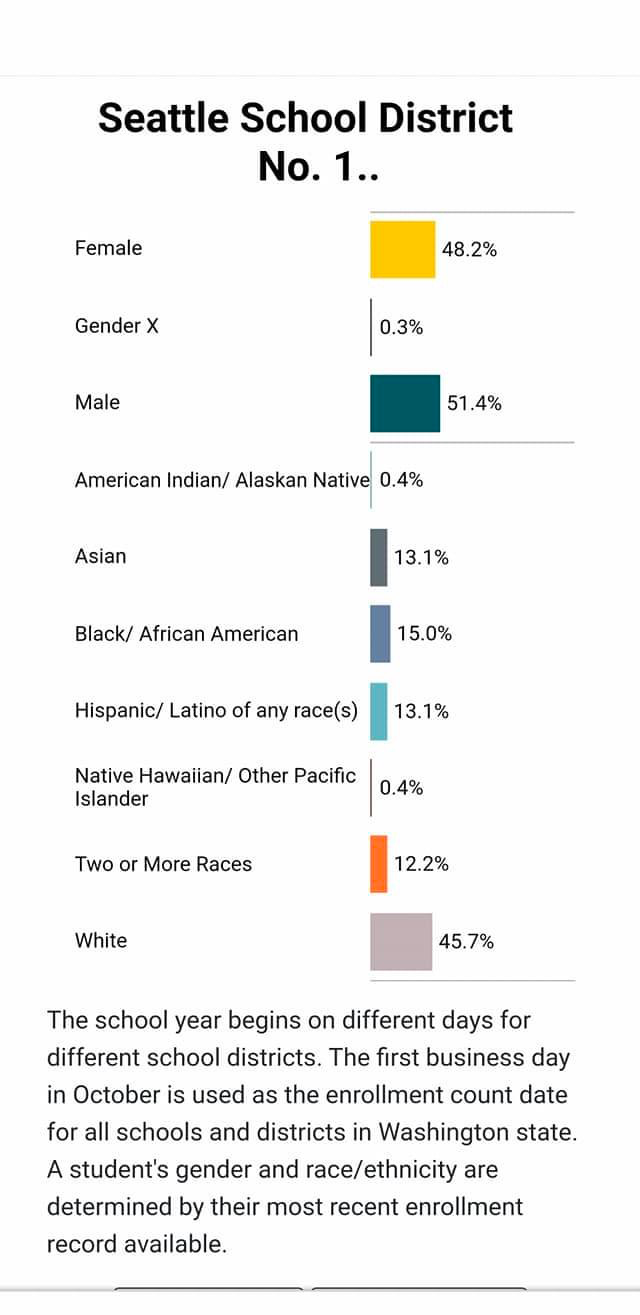 Seattle School District
No. 1..
Female 48.2%
Gender X 0.3%
Male 51.4%
American Indian/ Alaskan Native 0.4%
Asian 13.1%
Black/ African American 15.0%
Hispanic/ Latino of any race(s) 13.1%
Native Hawaiian/ Other Pacific
Islander 0.4%
Two or More Races 12.2%
White 45.7%
The school year begins on different days for
different school districts. The first business day
in October is used as the enrollment count date
for all schools and districts in Washington state.
A student's gender and race/ethnicity are
determined by their most recent enrollment
record available.